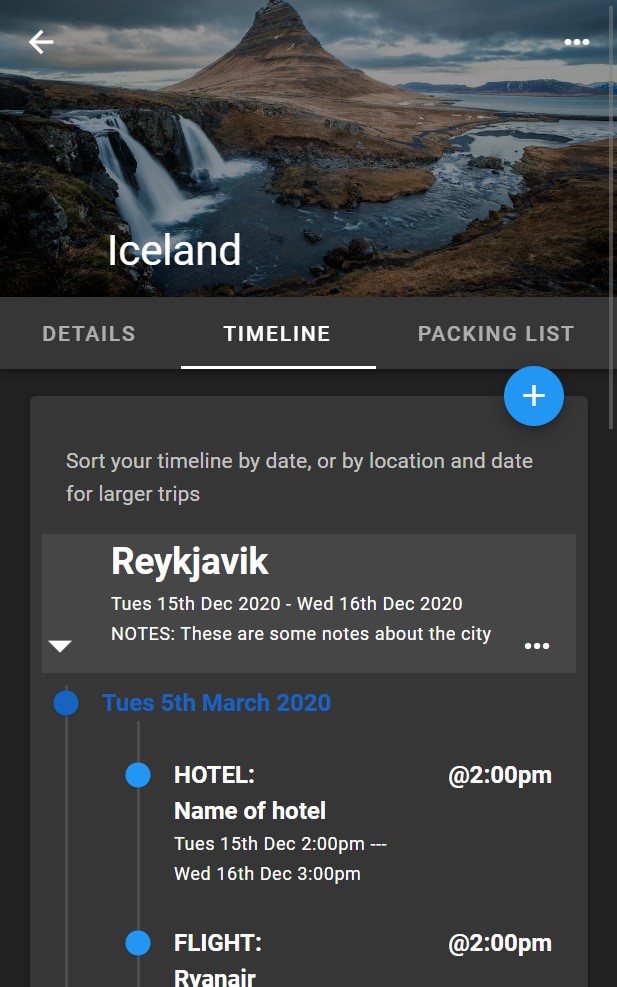 Iceland
DETAILS TIMELINE PACKING LIST
Sort your timeline by date, or by location and date
for larger trips
Reykjavik
Tues 15th Dec 2020 - Wed 16th Dec 2020
NOTES: These are some notes about the city
Tues 5th March 2020
HOTEL: @2:00pm
Name of hotel
Tues 15th Dec 2:00pm ---
Wed 16th Dec 3:00pm
FLIGHT: @2:00pm
Ryanair